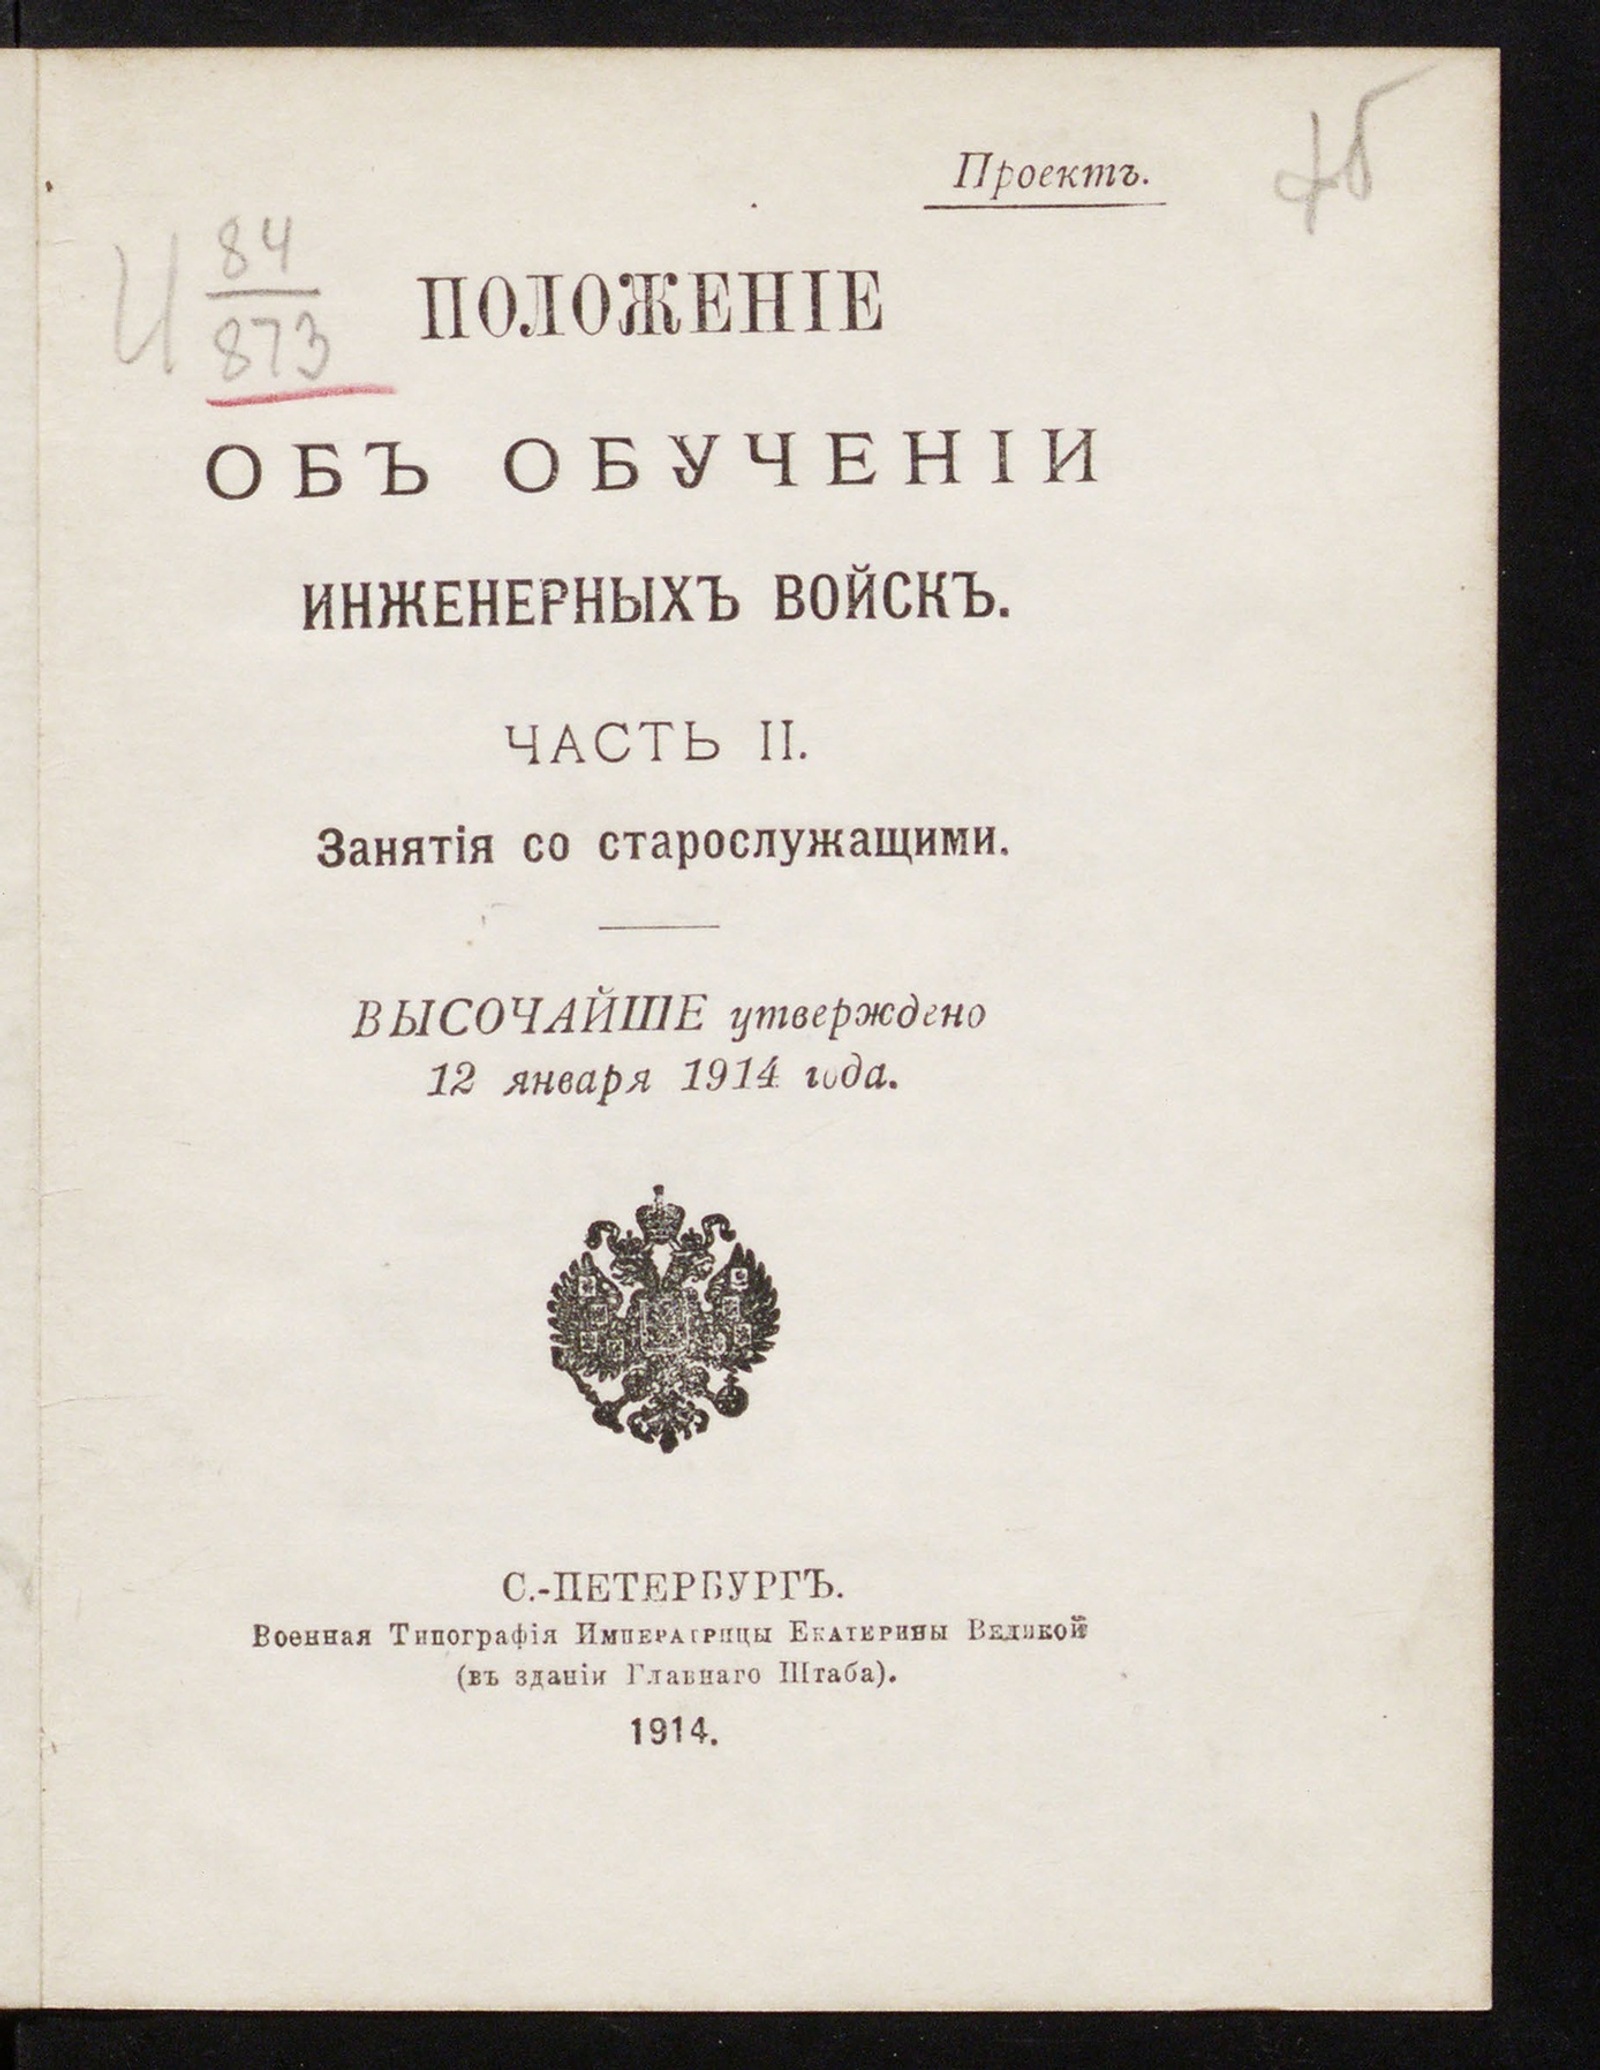 Проектъ.
И 84
873
ПОЛОЖЕНІЕ
ОБЪ ОБУЧЕНІИ
ИНЖЕНЕРНЫХЪ ВОЙСКЪ.
ЧАСТЬ II.
Занятія со старослужащими.
ВЫСОЧАЙШЕ утверждено
12 января 1914 года.
С.-ПЕТЕРБУРГЪ.
Военная Типографія Императрицы Екатерины Великой
(въ зданіи Главнаго Штаба).
1914.